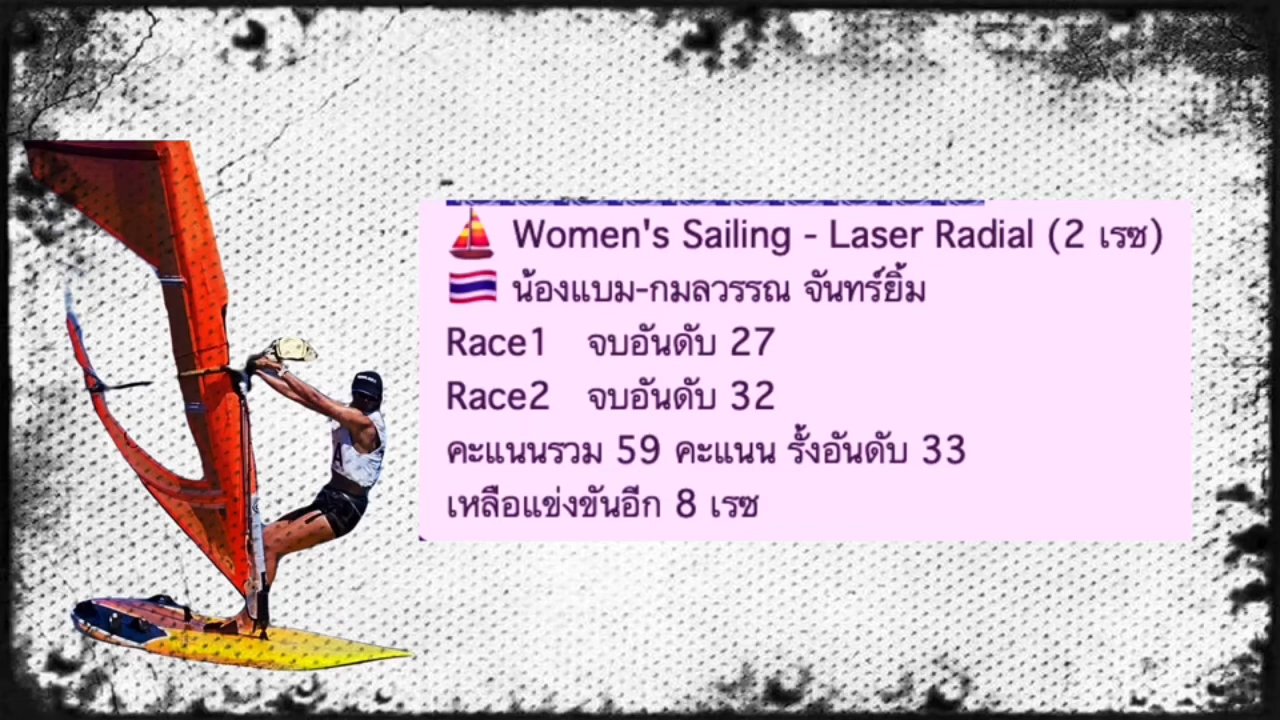 Women's Sailing - Laser Radial (2 เรซ)
น้องแบม-กมลวรรณ จันทร์ยิ้ม
Race1 จบอันดับ 27
Race2 จบอันดับ 32
คะแนนรวม 59 คะแนน รั้งอันดับ 33
เหลือแข่งขันอีก 8 เรซ